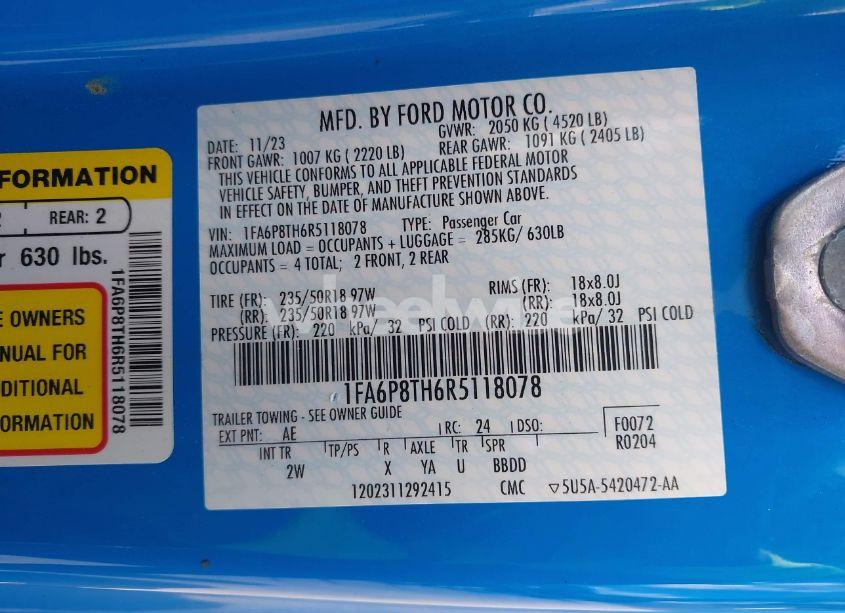 FORMATION
2 REAR: 2
r 630 lbs.
E OWNERS
ANUAL FOR
DITIONAL
FORMATION
1FA6P8TH6R5118078
MFD. BY FORD MOTOR CO.
DATE: 11/23 GVWR: 2050 KG ( 4520 LB)
FRONT GAWR: 1007 KG ( 2220 LB) REAR GAWR: 1091 KG ( 2405 LB)
THIS VEHICLE CONFORMS TO ALL APPLICABLE FEDERAL MOTOR
VEHICLE SAFETY, BUMPER, AND THEFT PREVENTION STANDARDS
IN EFFECT ON THE DATE OF MANUFACTURE SHOWN ABOVE.
VIN: 1FA6P8TH6R5118078 TYPE: Passenger Car
MAXIMUM LOAD = OCCUPANTS + LUGGAGE = 285KG/ 630LB
OCCUPANTS = 4 TOTAL; 2 FRONT, 2 REAR
TIRE (FR): 235/50R18 97W RIMS (FR): 18x8.0J
(RR): 235/50R18 97W (RR): 18x8.0J
PRESSURE (FR): 220 kPa/ 32 PSI COLD (RR): 220 kPa/ 32 PSI COLD
1FA6P8TH6R5118078
TRAILER TOWING - SEE OWNER GUIDE
EXT PNT: AE RC: 24 DSO: F0072
R0204
INT TR TP/PS R AXLE TR SPR
2W X YA U BBDD
1202311292415 CMC ▽5U5A-5420472-AA